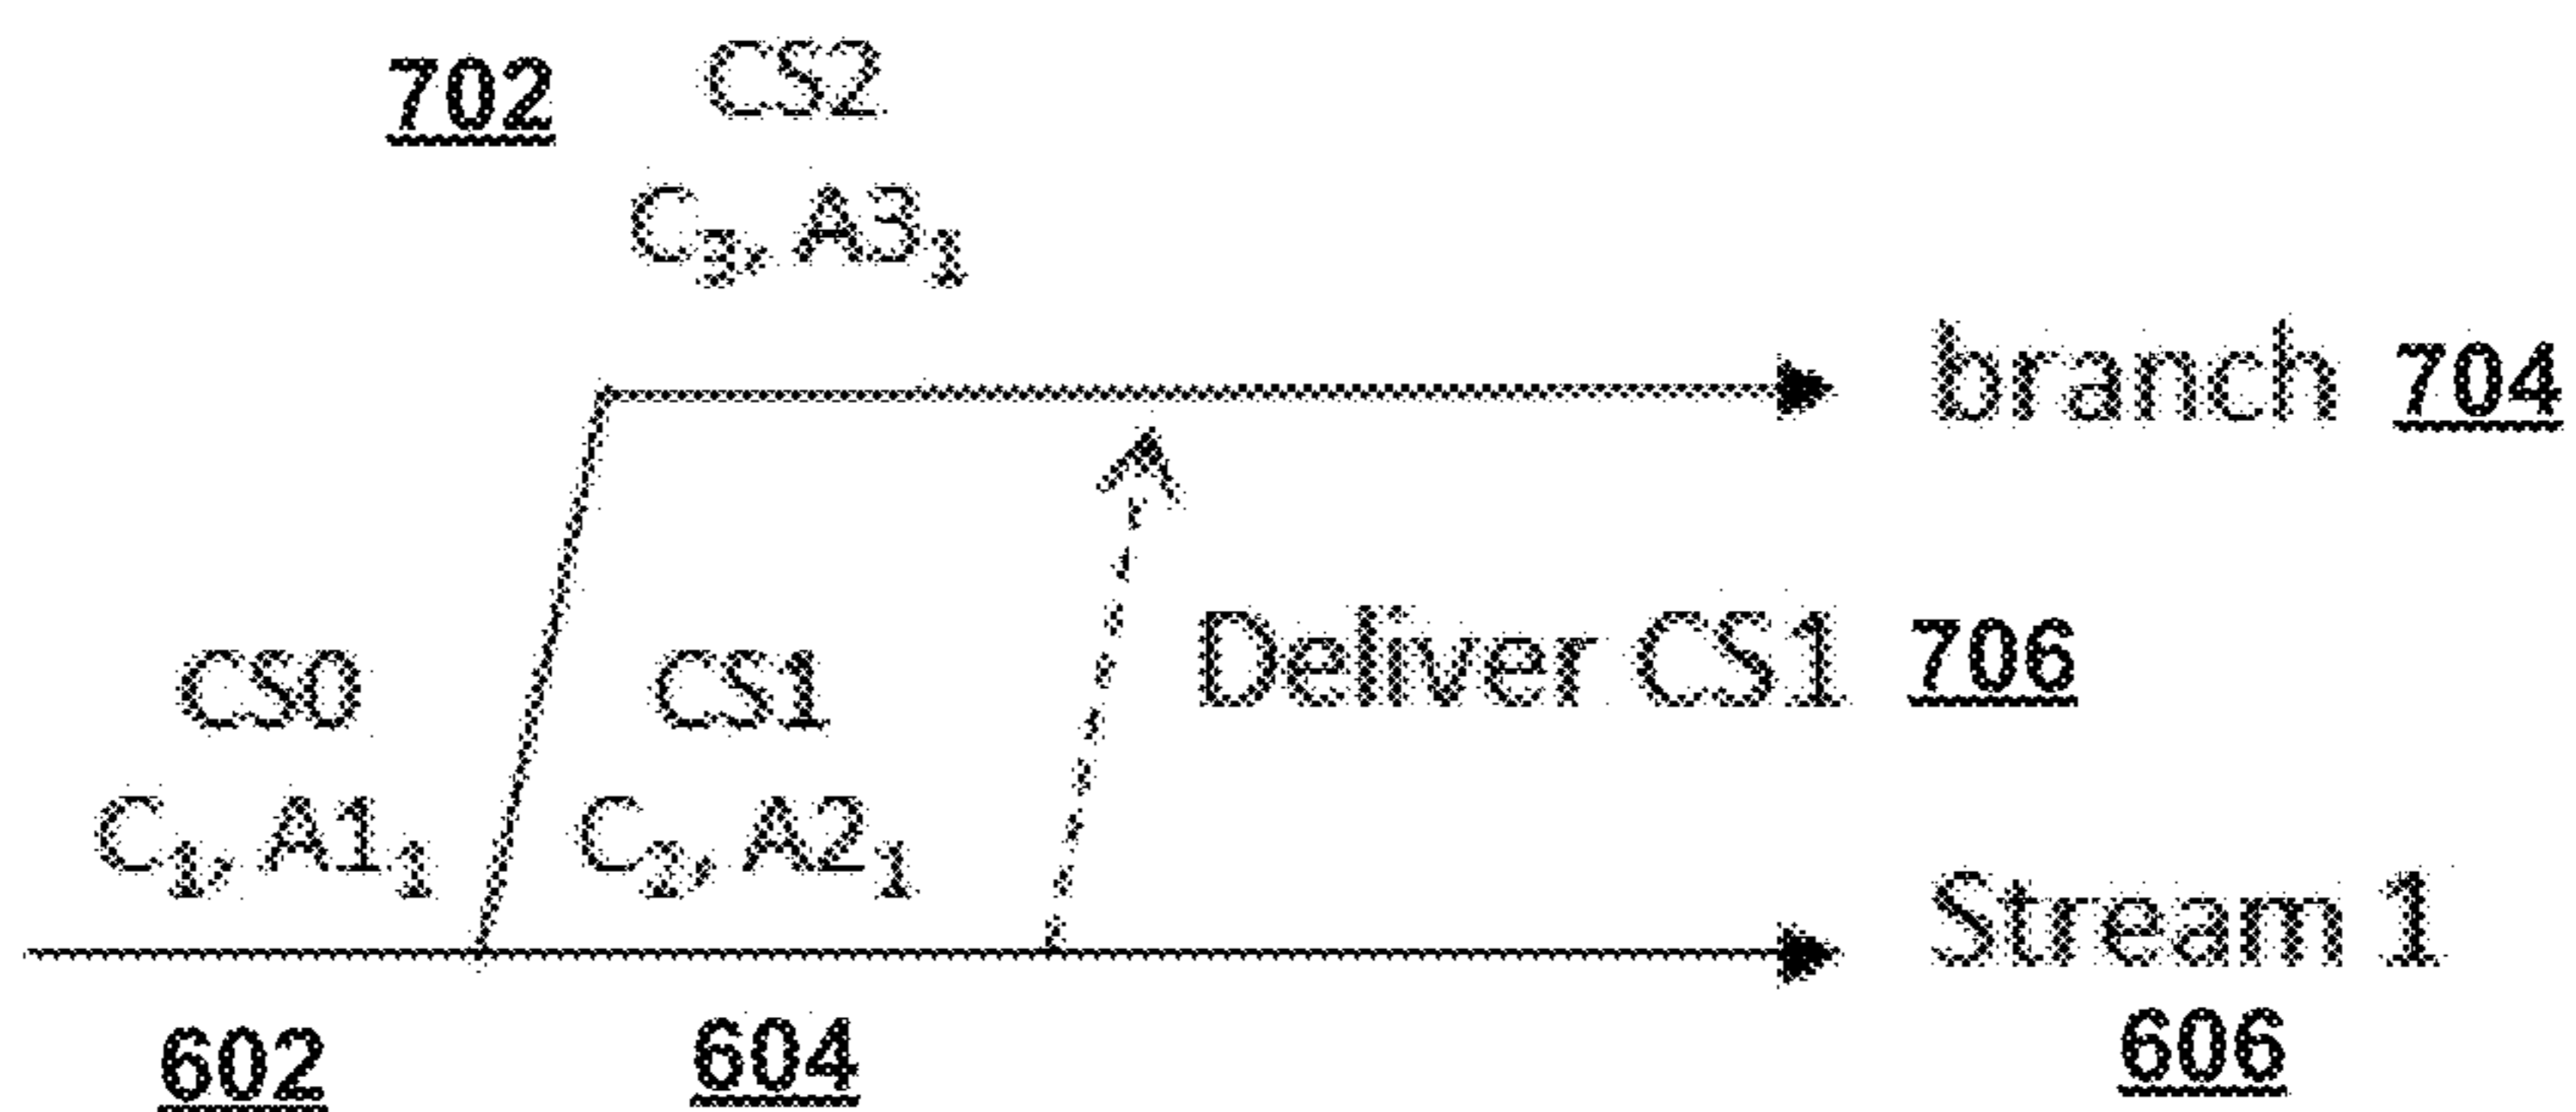 702 CS2
C₃, A3₁
branch 704
Deliver CS1 706
CS0 CS1
C₁, A1₁ C₂, A2₁
Stream 1
602 604 606